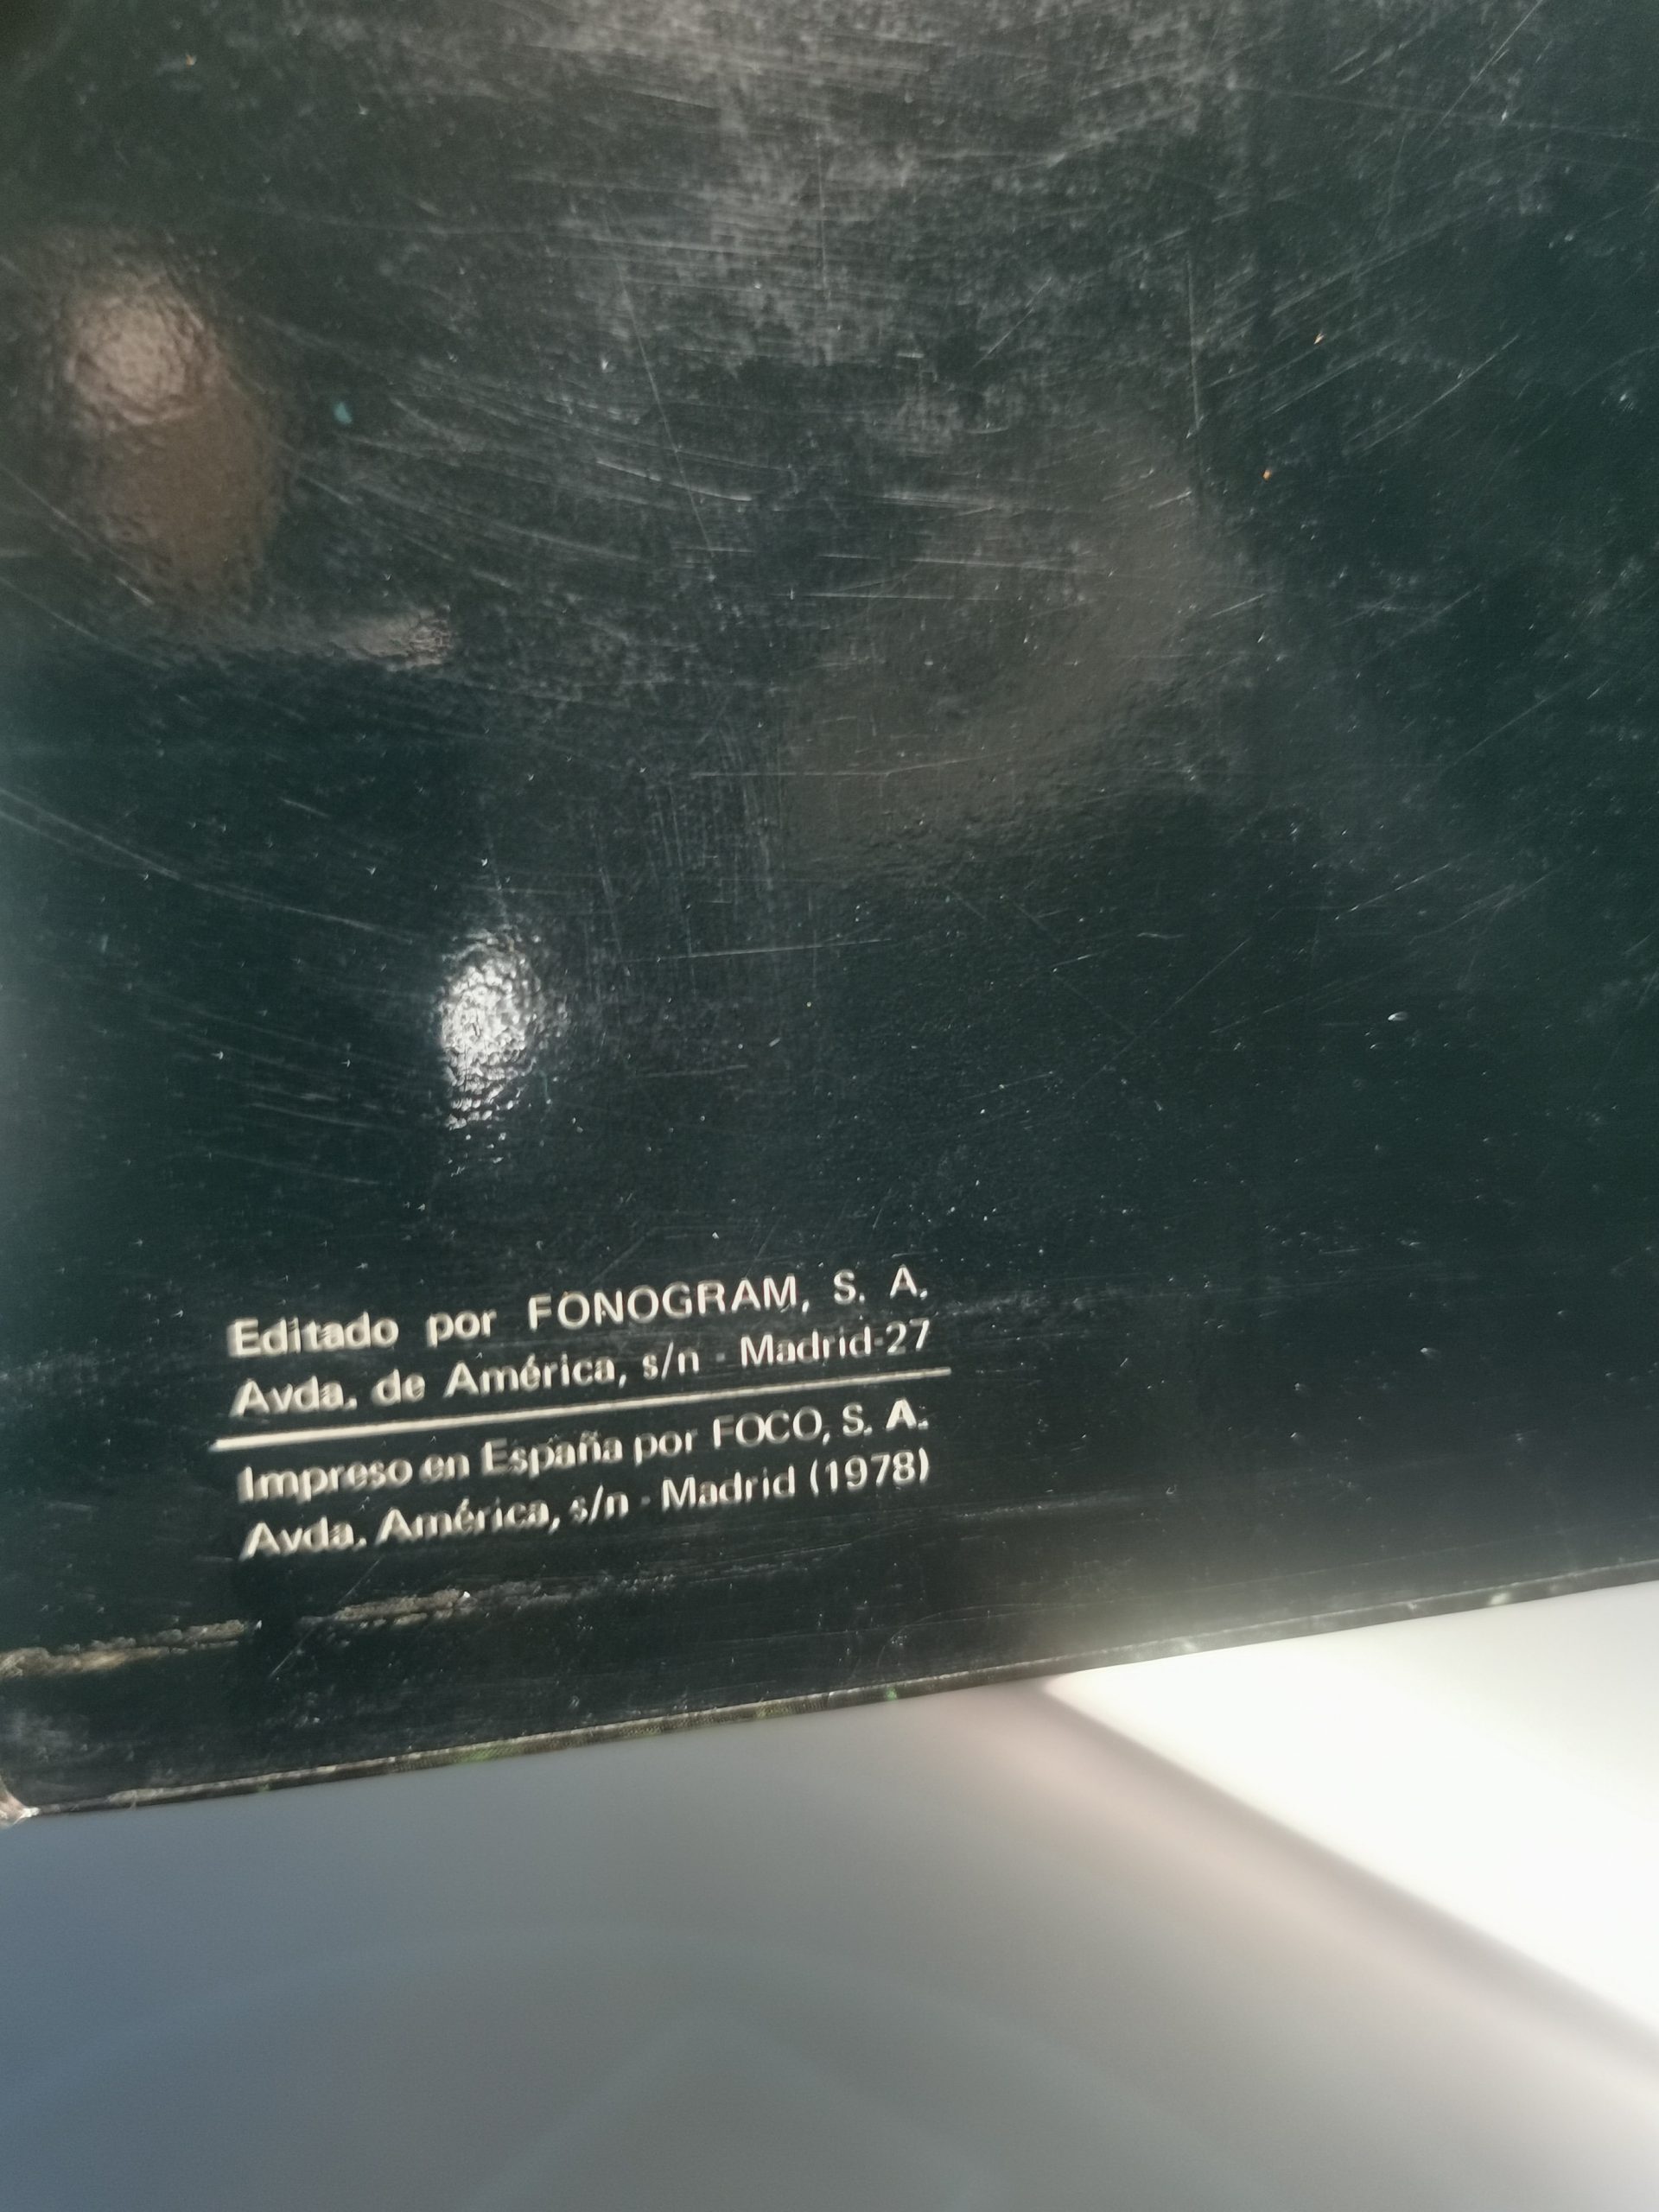 Editado por FONOGRAM, S. A.
Avda. de América, s/n - Madrid-27
Impreso en España por FOCO, S. A.
Avda. América, s/n - Madrid (1978)